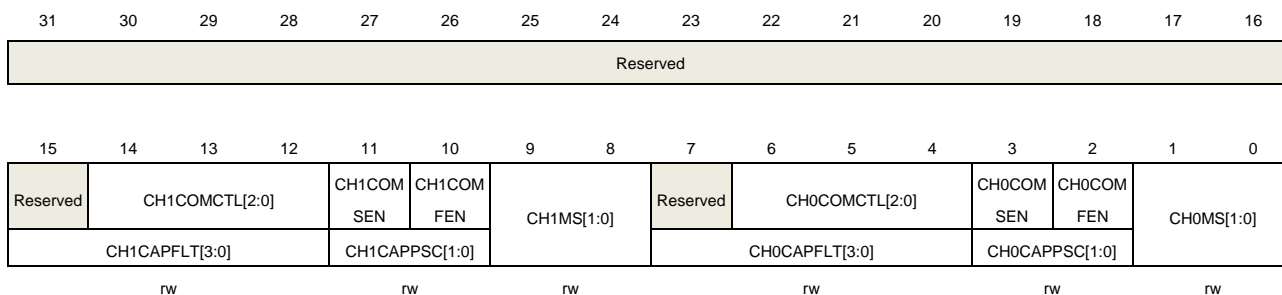 31 30 29 28 27 26 25 24 23 22 21 20 19 18 17 16
Reserved
15 14 13 12 11 10 9 8 7 6 5 4 3 2 1 0
Reserved CH1COMCTL[2:0] CH1COM SEN CH1COM FEN CH1MS[1:0] Reserved CH0COMCTL[2:0] CH0COM SEN CH0COM FEN CH0MS[1:0]
CH1CAPFLT[3:0] CH1CAPPSC[1:0] CH0CAPFLT[3:0] CH0CAPPSC[1:0]
rw rw rw rw rw rw